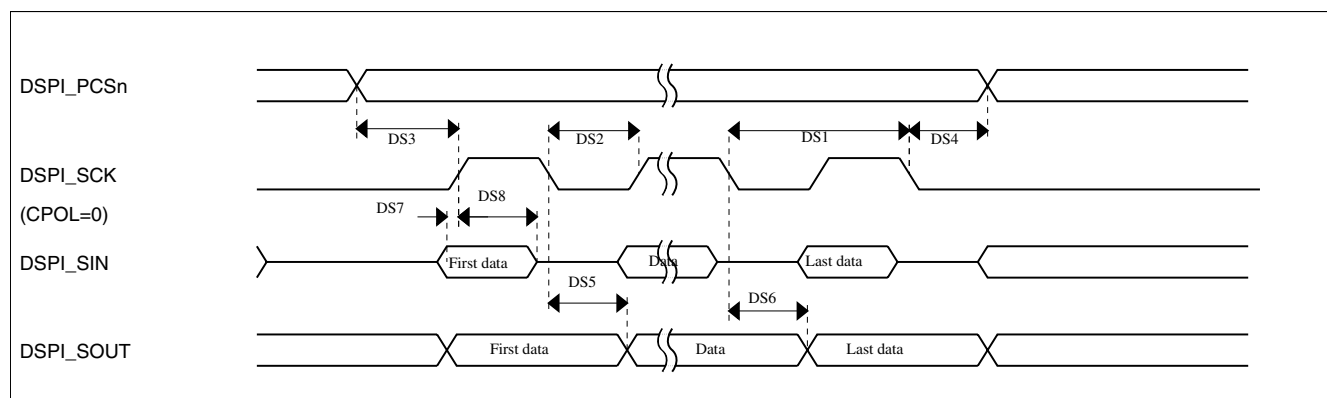 DSPI_PCSn
DS3
DS2
DS1
DS4
DSPI_SCK
(CPOL=0)
DS7
DS8
DSPI_SIN
First data
Data
Last data
DS5
DS6
DSPI_SOUT
First data
Data
Last data